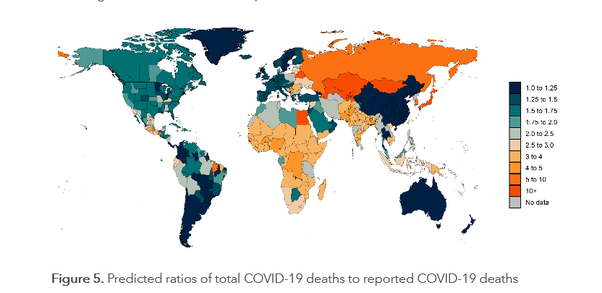 1.0 to 1.25
1.25 to 1.5
1.5 to 1.75
1.75 to 2.0
2.0 to 2.5
2.5 to 3.0
3 to 4
4 to 5
5 to 10
10+
No data
Figure 5. Predicted ratios of total COVID-19 deaths to reported COVID-19 deaths